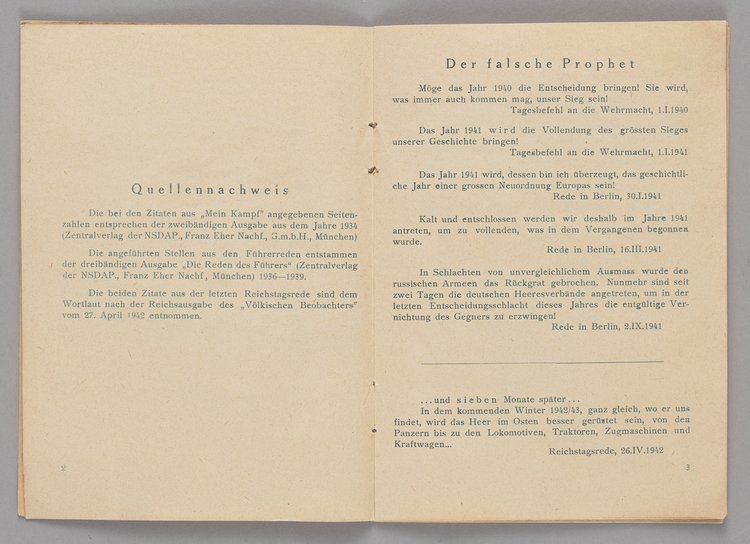 Quellennachweis
Die bei den Zitaten aus „Mein Kampf" angegebenen Seiten-
zahlen entsprechen der zweibändigen Ausgabe aus dem Jahre 1934
(Zentralverlag der NSDAP., Franz Eher Nachf., G.m.b.H., München)
Die angeführten Stellen aus den Führerreden entstammen
der dreibändigen Ausgabe „Die Reden des Führers" (Zentralverlag
der NSDAP., Franz Eher Nachf., München) 1936—1939.
Die beiden Zitate aus der letzten Reichstagsrede sind dem
Wortlaut nach der Reichsausgabe des „Völkischen Beobachters"
vom 27. April 1942 entnommen.
2
Der falsche Prophet
Möge das Jahr 1940 die Entscheidung bringen! Sie wird,
was immer auch kommen mag, unser Sieg sein!
Tagesbefehl an die Wehrmacht, 1.I.1940
Das Jahr 1941 wird die Vollendung des grössten Sieges
unserer Geschichte bringen!
Tagesbefehl an die Wehrmacht, 1.I.1941
Das Jahr 1941 wird, dessen bin ich überzeugt, das geschichtli-
che Jahr einer grossen Neuordnung Europas sein!
Rede in Berlin, 30.I.1941
Kalt und entschlossen werden wir deshalb im Jahre 1941
antreten, um zu vollenden, was in dem Vergangenen begonnen
wurde.
Rede in Berlin, 16.III.1941
In Schlachten von unvergleichlichem Ausmass wurde den
russischen Armeen das Rückgrat gebrochen. Nunmehr sind seit
zwei Tagen die deutschen Heeresverbände angetreten, um in der
letzten Entscheidungsschlacht dieses Jahres die entgültige Ver-
nichtung des Gegners zu erzwingen!
Rede in Berlin, 2.IX.1941
...und sieben Monate später...
In dem kommenden Winter 1942/43, ganz gleich, wo er uns
findet, wird das Heer im Osten besser gerüstet sein, von den
Panzern bis zu den Lokomotiven, Traktoren, Zugmaschinen und
Kraftwagen...
Reichstagsrede, 26.IV.1942
3